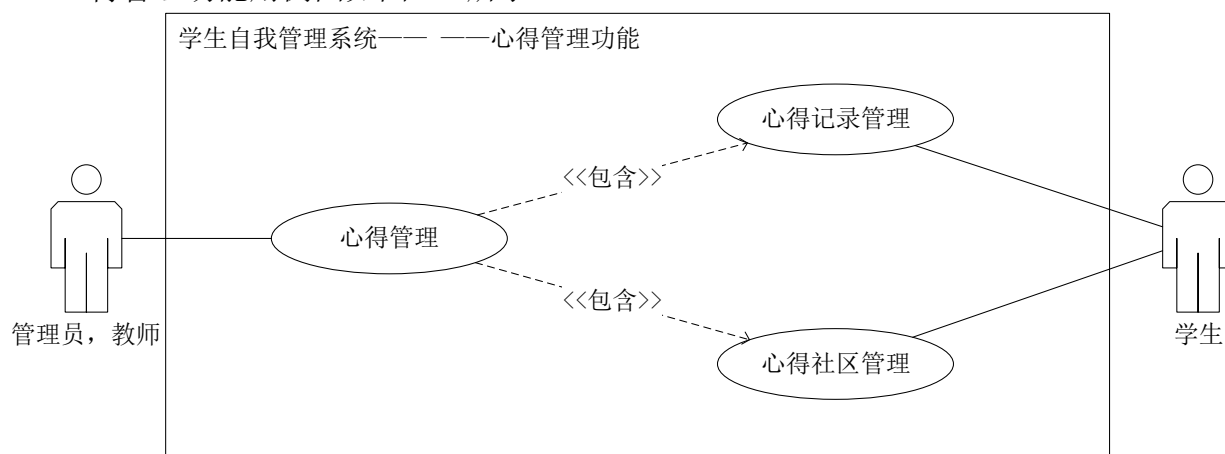 学生自我管理系统—— ——心得管理功能
心得记录管理
<<包含>>
心得管理
<<包含>>
管理员，教师
学生
心得社区管理